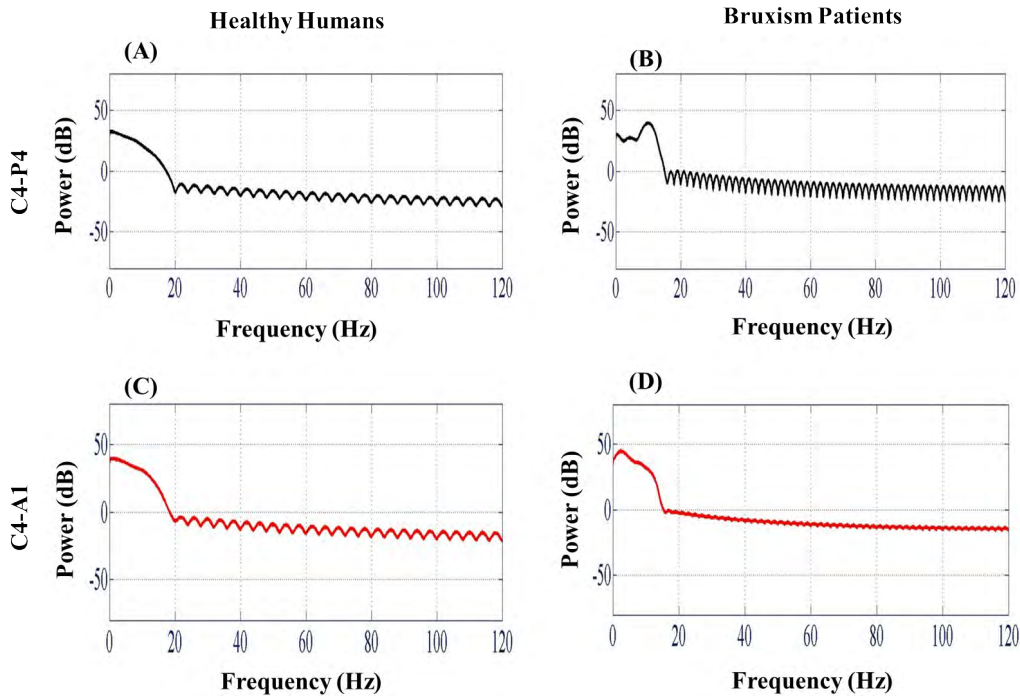 Healthy Humans
Bruxism Patients
(A)
(B)
C4-P4
Power (dB)
50
0
-50
0 20 40 60 80 100 120
Frequency (Hz)
Power (dB)
50
0
-50
0 20 40 60 80 100 120
Frequency (Hz)
(C)
(D)
C4-A1
Power (dB)
50
0
-50
0 20 40 60 80 100 120
Frequency (Hz)
Power (dB)
50
0
-50
0 20 40 60 80 100 120
Frequency (Hz)